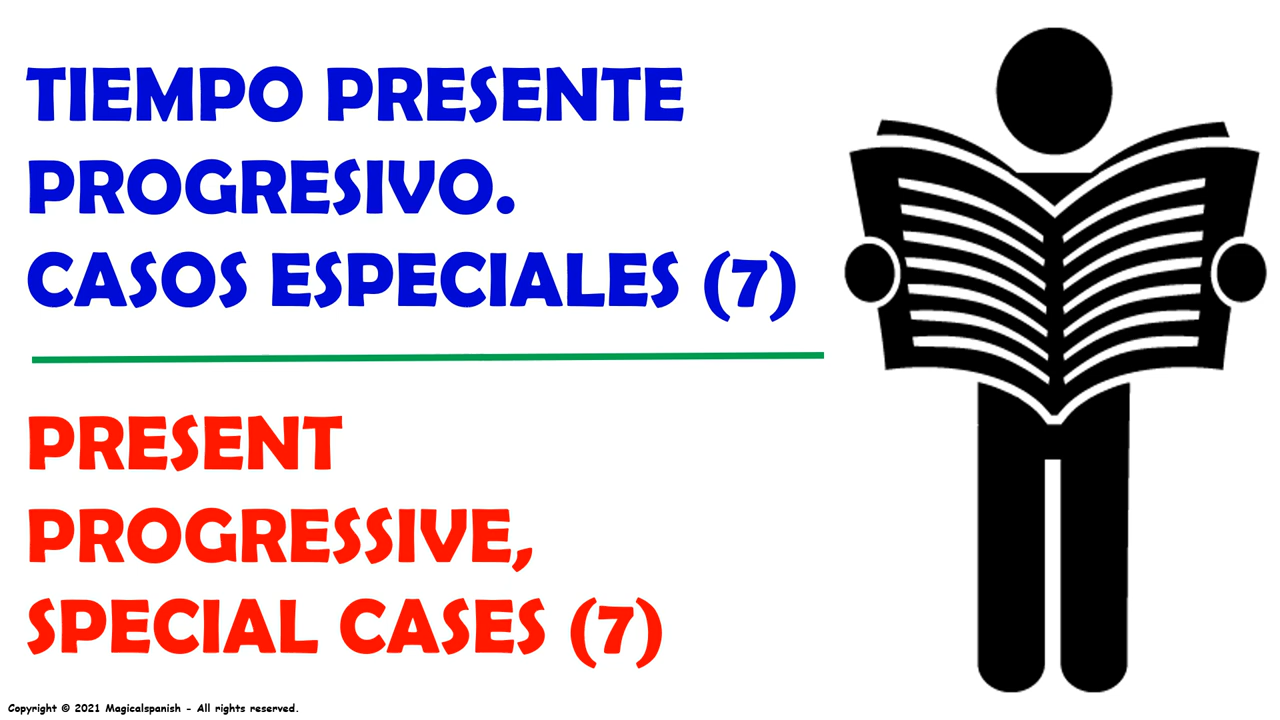 TIEMPO PRESENTE
PROGRESIVO.
CASOS ESPECIALES (7)
PRESENT
PROGRESSIVE,
SPECIAL CASES (7)
Copyright © 2021 Magicalspanish - All rights reserved.